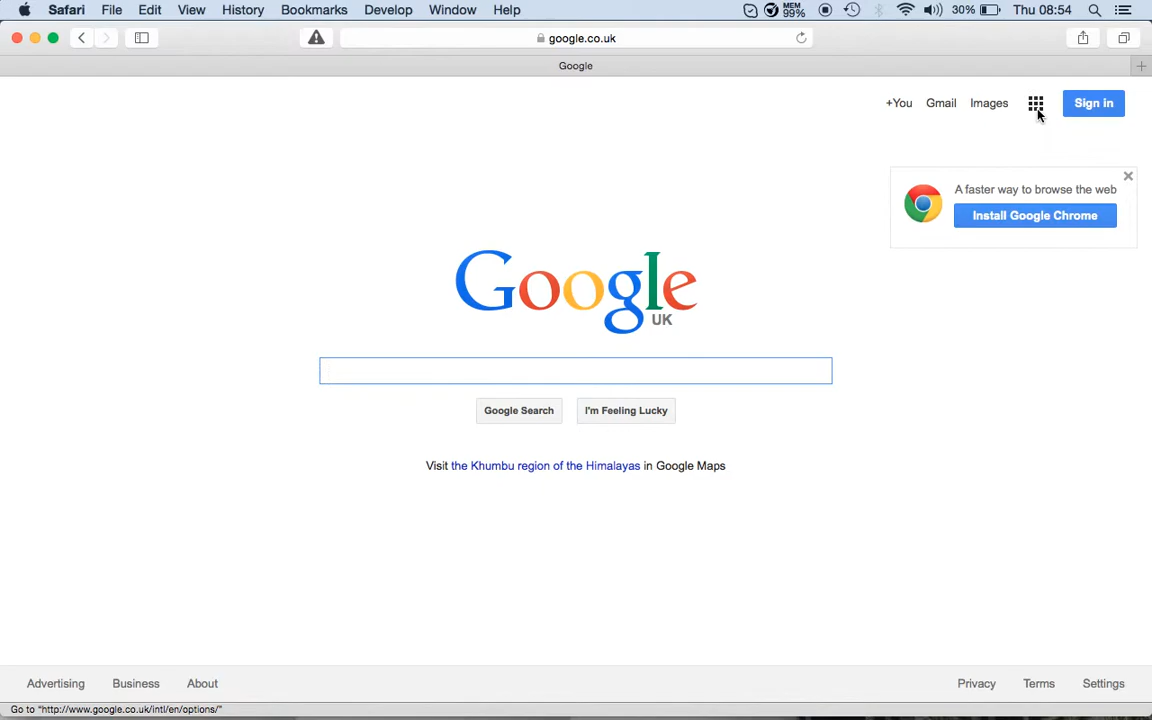 Safari File Edit View History Bookmarks Develop Window Help MEM 99% 30% Thu 08:54
google.co.uk
Google
+You Gmail Images Sign in
A faster way to browse the web
Install Google Chrome
Google
UK
Google Search I'm Feeling Lucky
Visit the Khumbu region of the Himalayas in Google Maps
Advertising Business About Privacy Terms Settings
Go to "http://www.google.co.uk/intl/en/options/"